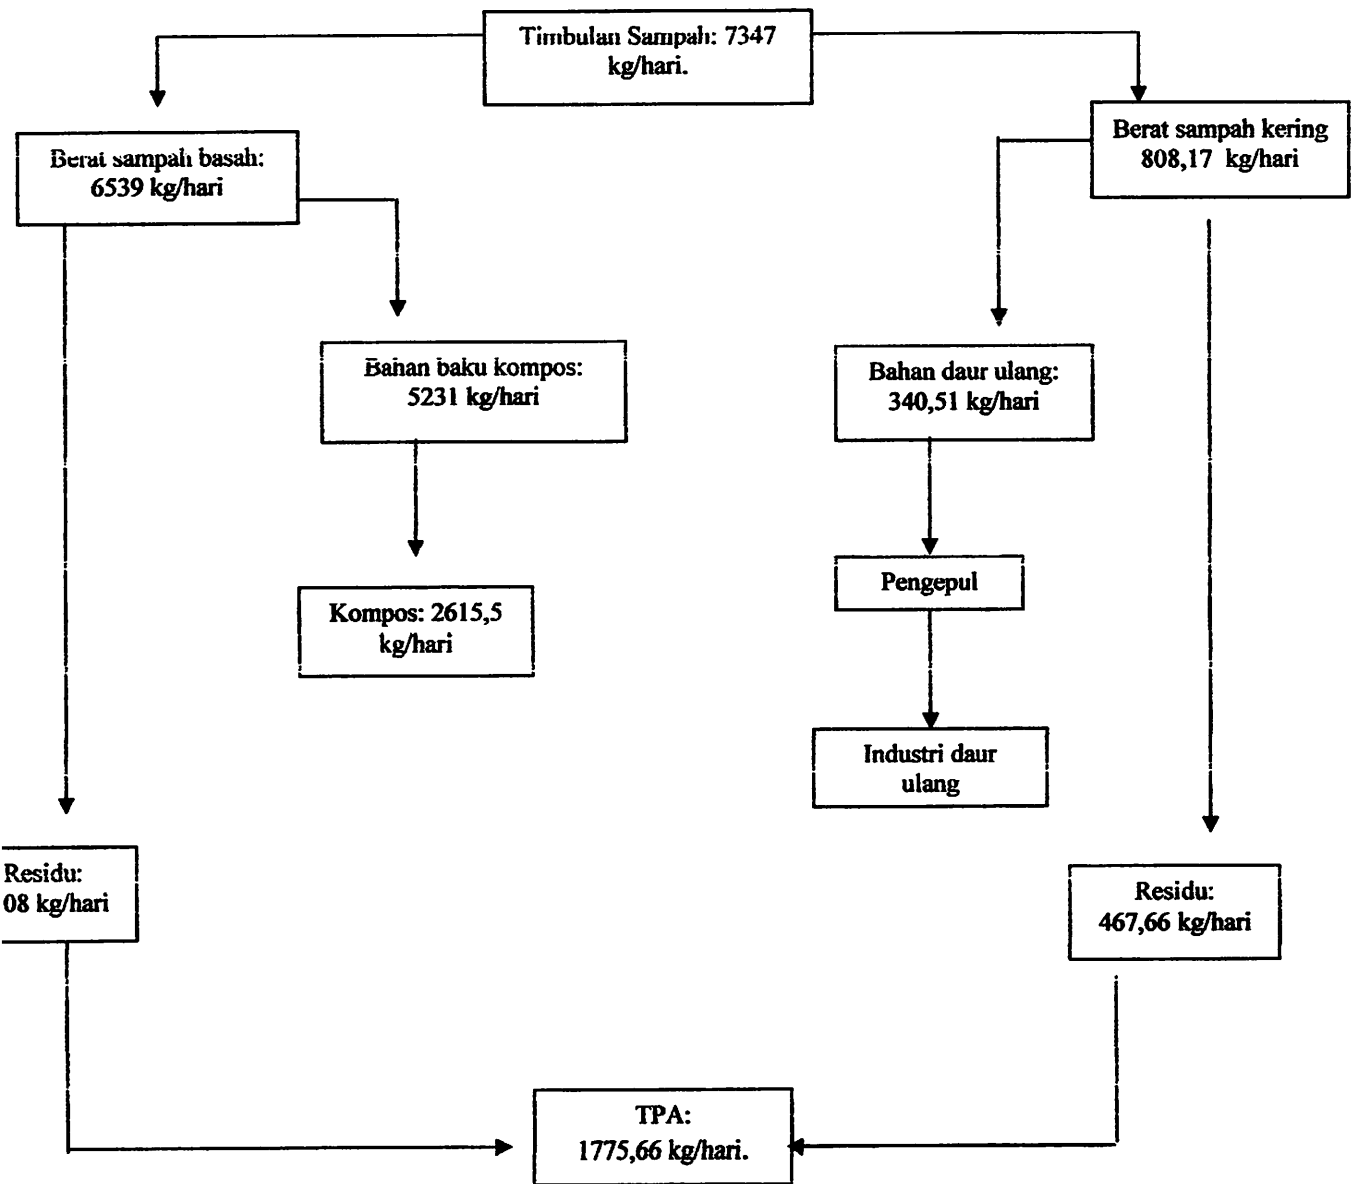 Timbulan Sampah: 7347
kg/hari.
Berat sampah basah:
6539 kg/hari
Berat sampah kering
808,17 kg/hari
Bahan baku kompos:
5231 kg/hari
Bahan daur ulang:
340,51 kg/hari
Kompos: 2615,5
kg/hari
Pengepul
Industri daur
ulang
Residu:
08 kg/hari
Residu:
467,66 kg/hari
TPA:
1775,66 kg/hari.